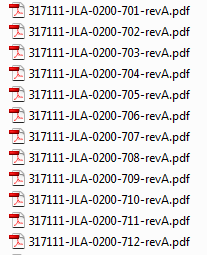 317111-JLA-0200-701-revA.pdf
317111-JLA-0200-702-revA.pdf
317111-JLA-0200-703-revA.pdf
317111-JLA-0200-704-revA.pdf
317111-JLA-0200-705-revA.pdf
317111-JLA-0200-706-revA.pdf
317111-JLA-0200-707-revA.pdf
317111-JLA-0200-708-revA.pdf
317111-JLA-0200-709-revA.pdf
317111-JLA-0200-710-revA.pdf
317111-JLA-0200-711-revA.pdf
317111-JLA-0200-712-revA.pdf